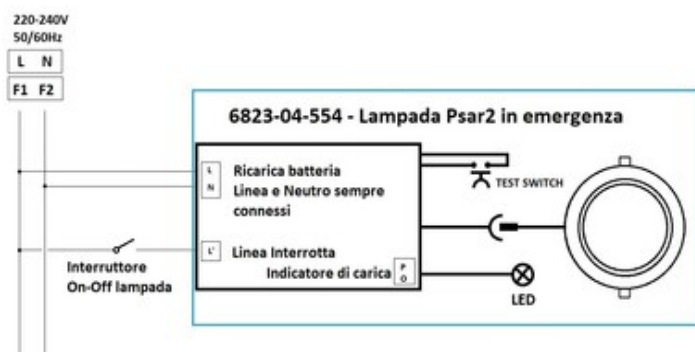 220-240V
50/60Hz
L N
F1 F2
6823-04-554 - Lampada Psar2 in emergenza
L
N
Ricarica batteria
Linea e Neutro sempre
connessi
TEST SWITCH
L'
Linea Interrotta
Indicatore di carica
P
O
Interruttore
On-Off lampada
LED